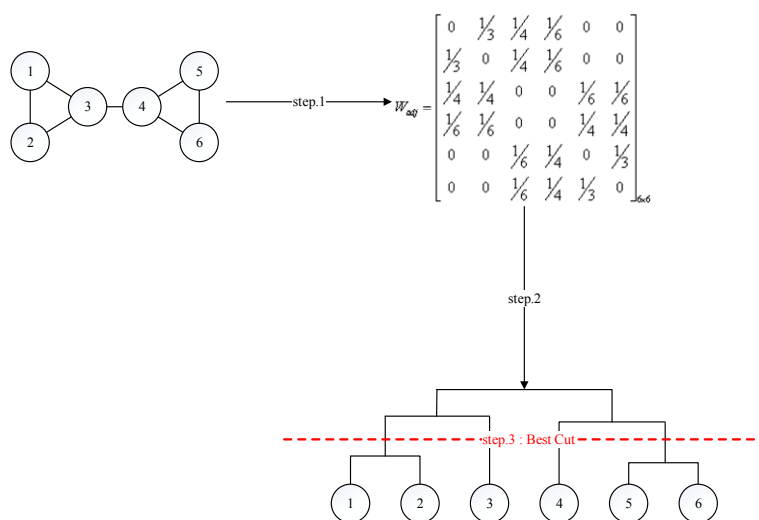 1
5
3
4
2
6
step.1
W_adj =
0 1/3 1/4 1/6 0 0
1/3 0 1/4 1/6 0 0
1/4 1/4 0 0 1/6 1/6
1/6 1/6 0 0 1/4 1/4
0 0 1/6 1/4 0 1/3
0 0 1/6 1/4 1/3 0
6×6
step.2
step.3 : Best Cut
1 2 3 4 5 6